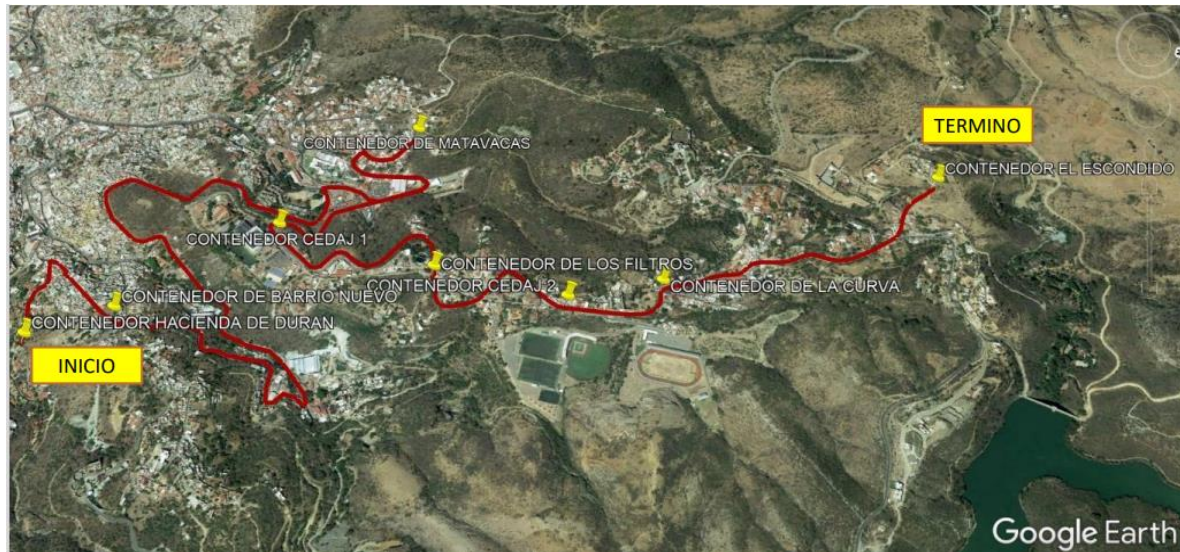 CONTENEDOR DE MATAVACAS
TERMINO
CONTENEDOR EL ESCONDIDO
CONTENEDOR CEDAJ 1
CONTENEDOR DE LOS FILTROS
CONTENEDOR CEDAJ 2
CONTENEDOR DE LA CURVA
CONTENEDOR DE BARRIO NUEVO
CONTENEDOR HACIENDA DE DURAN
INICIO
Google Earth